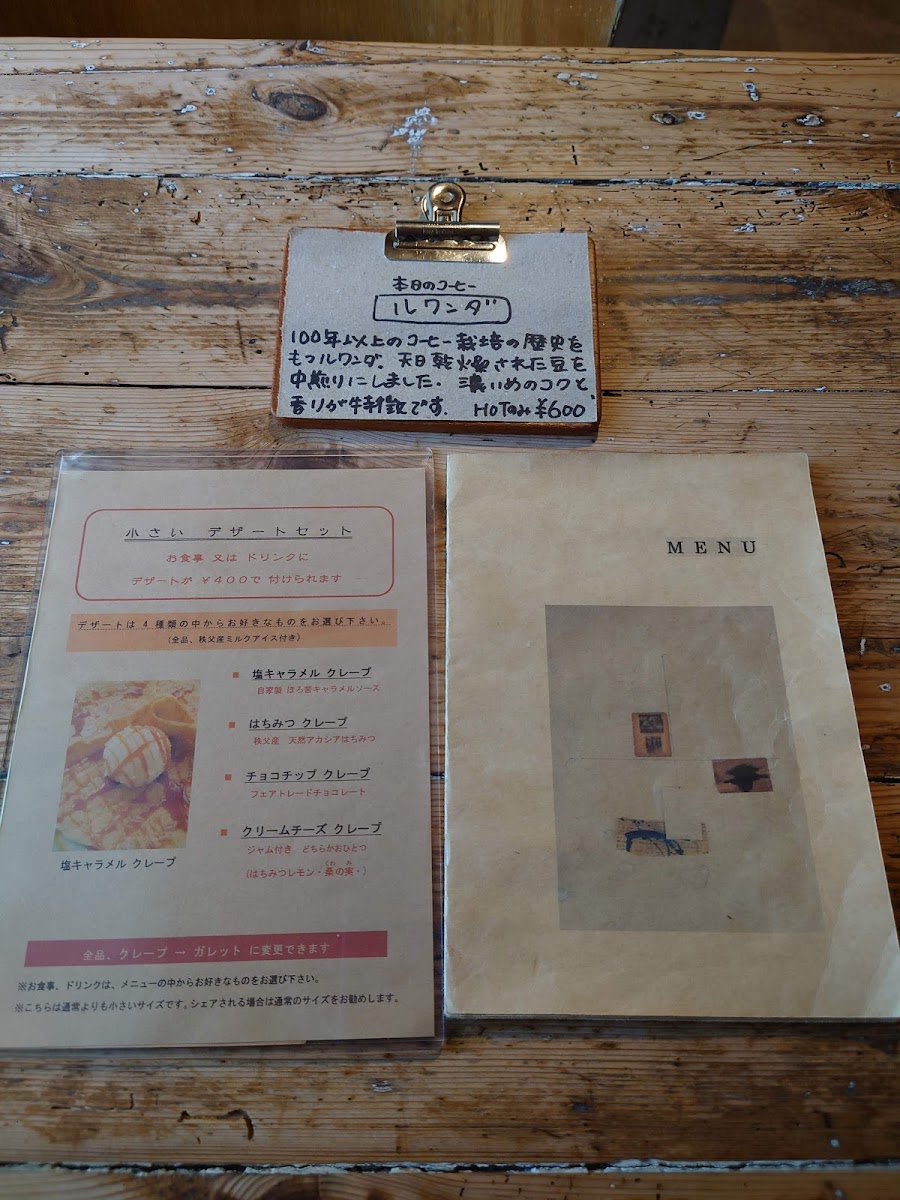 本日のコーヒー
ルワンダ
100年以上のコーヒー栽培の歴史を
もつルワンダ。天日乾燥された豆を
中煎りにしました。濃いめのコクと
香りが特徴です。 HOTのみ ¥600
小さい デザートセット
お食事 又は ドリンクに
デザートが ¥400で 付けられます
デザートは 4 種類の中からお好きなものをお選び下さい。
(全品、秩父産ミルクアイス付き)
■ 塩キャラメル クレープ
自家製 ほろ苦キャラメルソース
■ はちみつ クレープ
秩父産 天然アカシアはちみつ
■ チョコチップ クレープ
フェアトレードチョコレート
■ クリームチーズ クレープ
ジャム付き どちらかおひとつ
(はちみつレモン・桑の実・)
くわ み
塩キャラメル クレープ
全品、クレープ → ガレット に変更できます
※お食事、ドリンクは、メニューの中からお好きなものをお選び下さい。
※こちらは通常よりも小さいサイズです。シェアされる場合は通常のサイズをお勧めします。
MENU